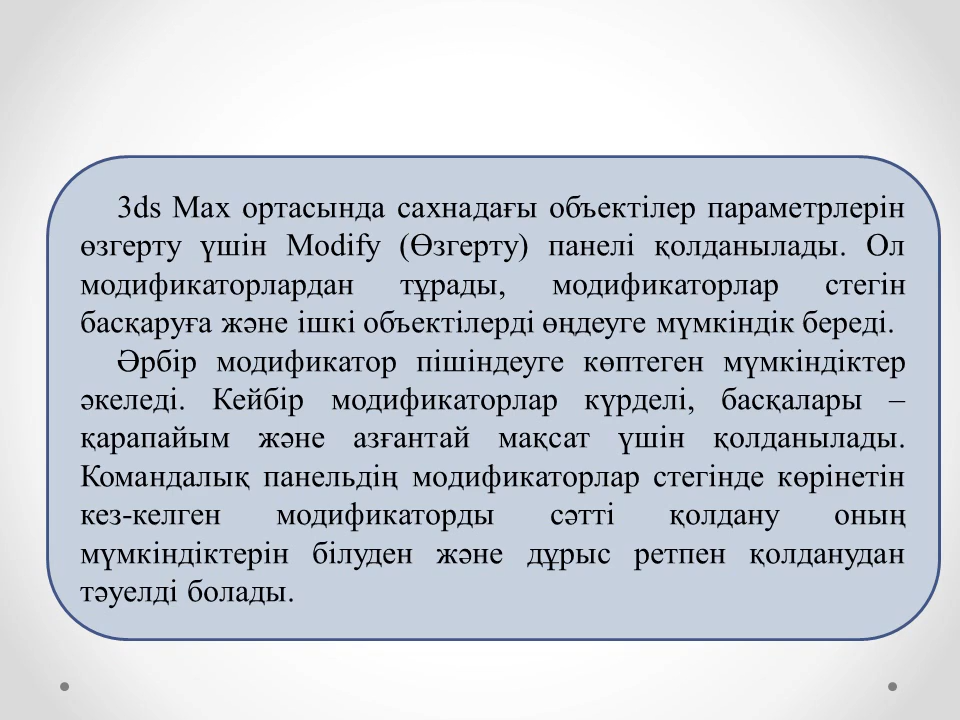 3ds Max ортасында сахнадағы объектілер параметрлерін
өзгерту үшін Modify (Өзгерту) панелі қолданылады. Ол
модификаторлардан тұрады, модификаторлар стегін
басқаруға және ішкі объектілерді өңдеуге мүмкіндік береді.
Әрбір модификатор пішіндеуге көптеген мүмкіндіктер
әкеледі. Кейбір модификаторлар күрделі, басқалары –
қарапайым және азғантай мақсат үшін қолданылады.
Командалық панельдің модификаторлар стегінде көрінетін
кез-келген модификаторды сәтті қолдану оның
мүмкіндіктерін білуден және дұрыс ретпен қолданудан
тәуелді болады.